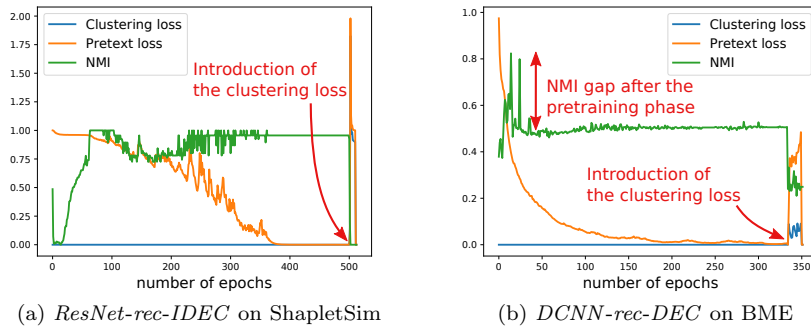 (a)
Clustering loss
Pretext loss
NMI
Introduction of
the clustering loss
2.00
1.75
1.50
1.25
1.00
0.75
0.50
0.25
0.00
0 100 200 300 400 500
number of epochs
(a) ResNet-rec-IDEC on ShapletSim
(b)
Clustering loss
Pretext loss
NMI
NMI gap after the
pretraining phase
Introduction of
the clustering loss
1.0
0.8
0.6
0.4
0.2
0.0
0 50 100 150 200 250 300 350
number of epochs
(b) DCNN-rec-DEC on BME